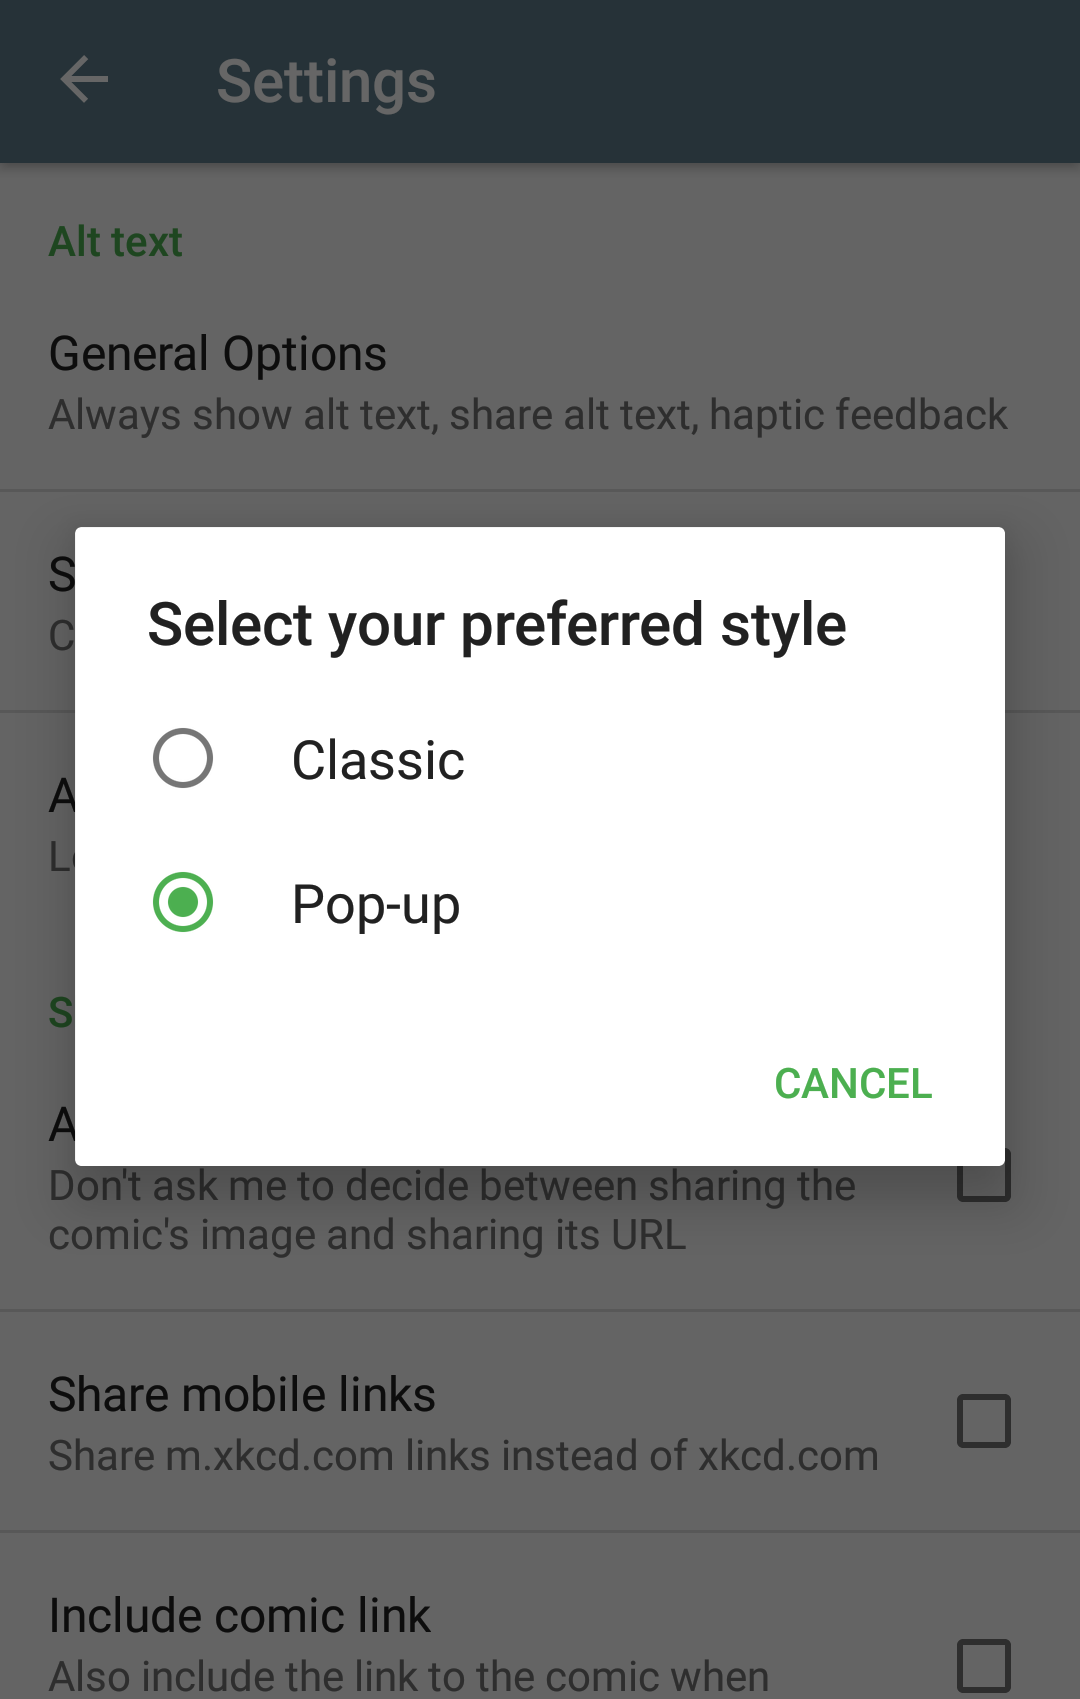 Settings
Alt text
General Options
Always show alt text, share alt text, haptic feedback
Select your preferred style
Classic
Pop-up
CANCEL
Don't ask me to decide between sharing the
comic's image and sharing its URL
Share mobile links
Share m.xkcd.com links instead of xkcd.com
Include comic link
Also include the link to the comic when